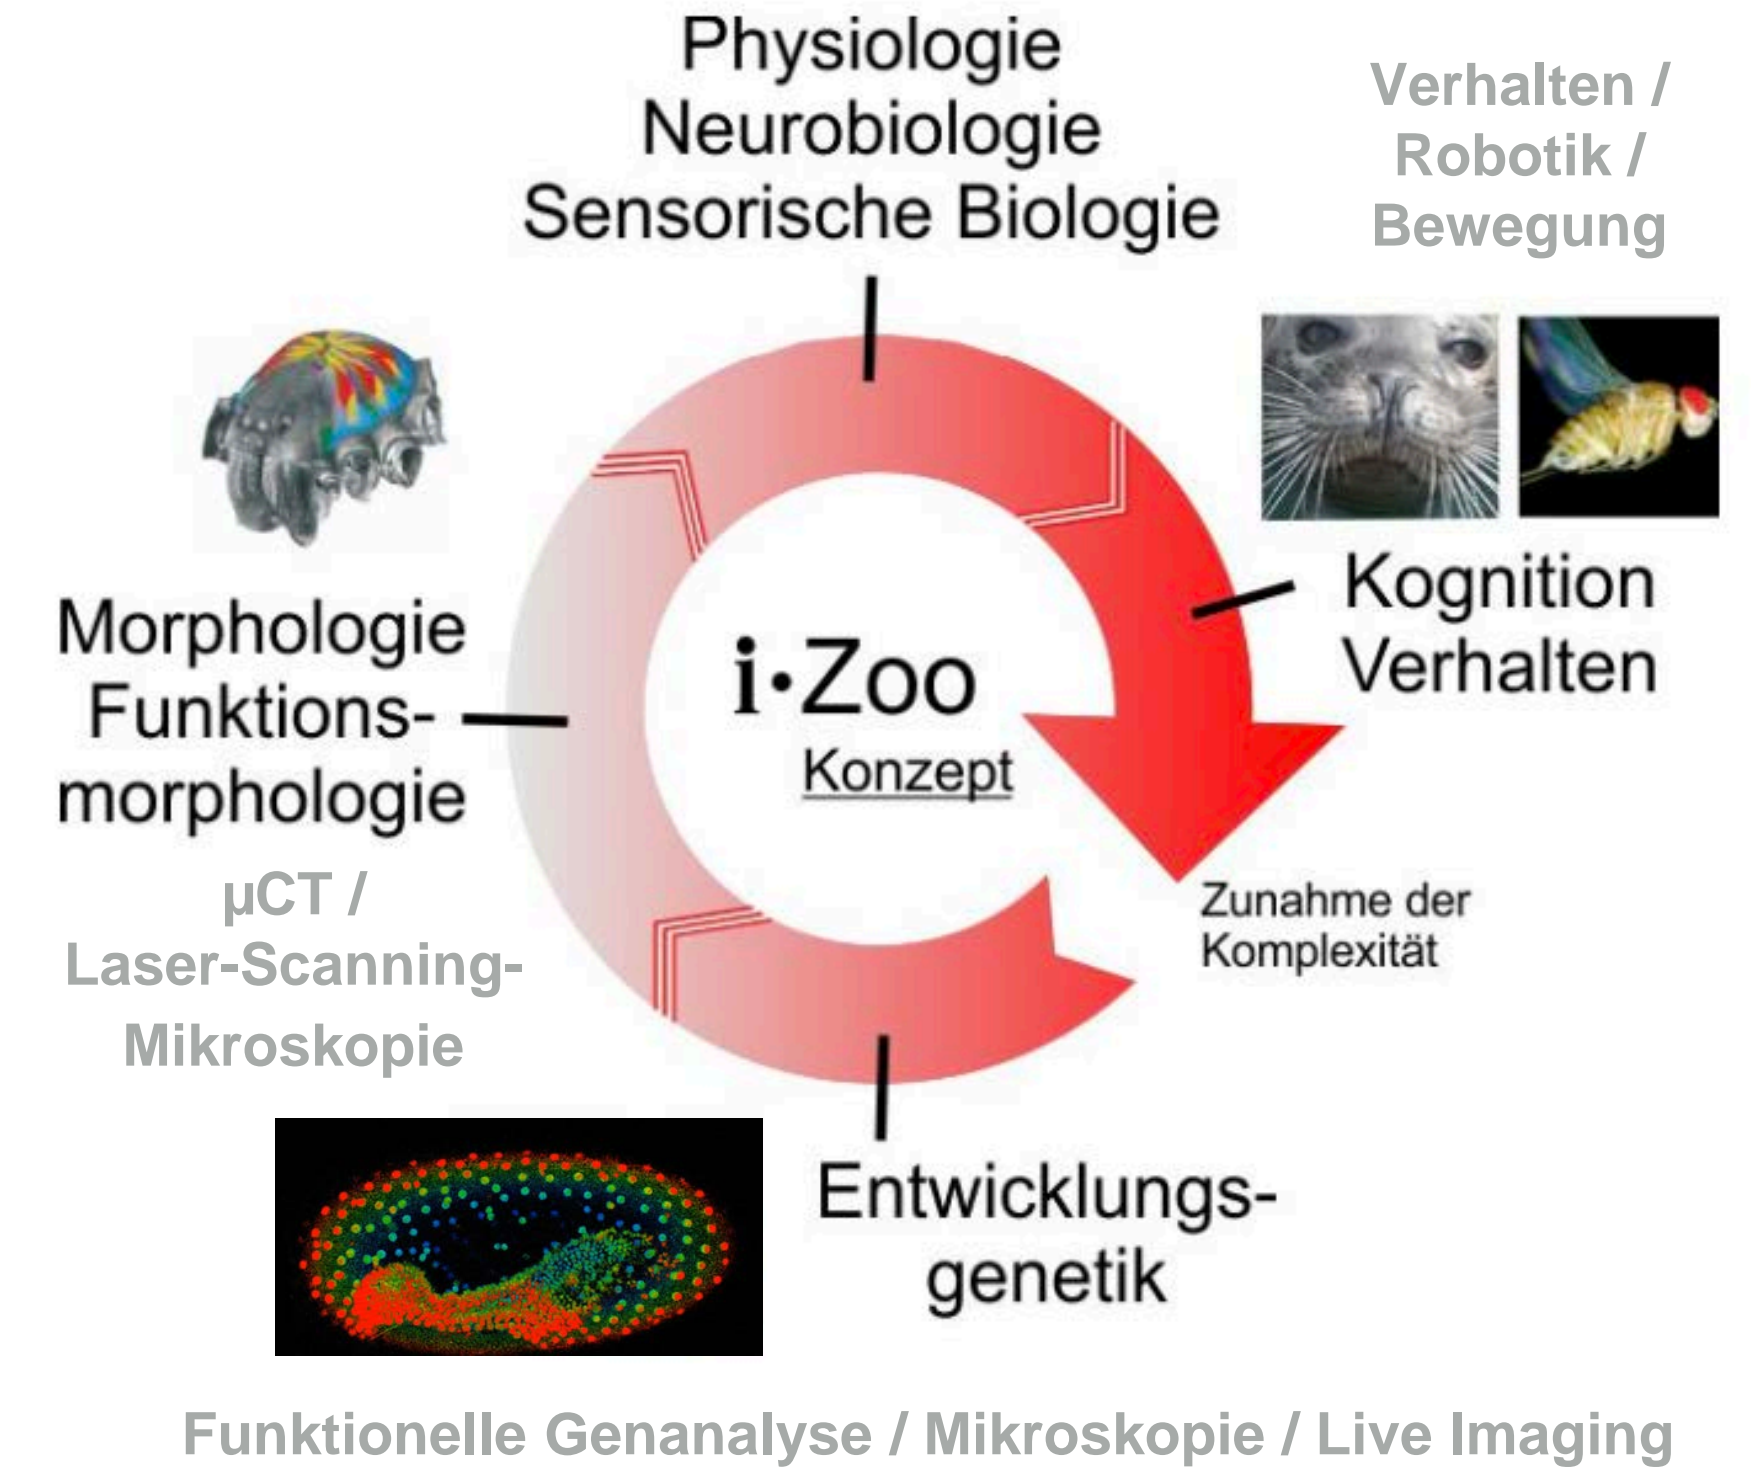 Physiologie
Neurobiologie
Sensorische Biologie
Verhalten /
Robotik /
Bewegung
Kognition
Verhalten
Morphologie
Funktions-
morphologie
i·Zoo
Konzept
µCT /
Laser-Scanning-
Mikroskopie
Zunahme der
Komplexität
Entwicklungs-
genetik
Funktionelle Genanalyse / Mikroskopie / Live Imaging